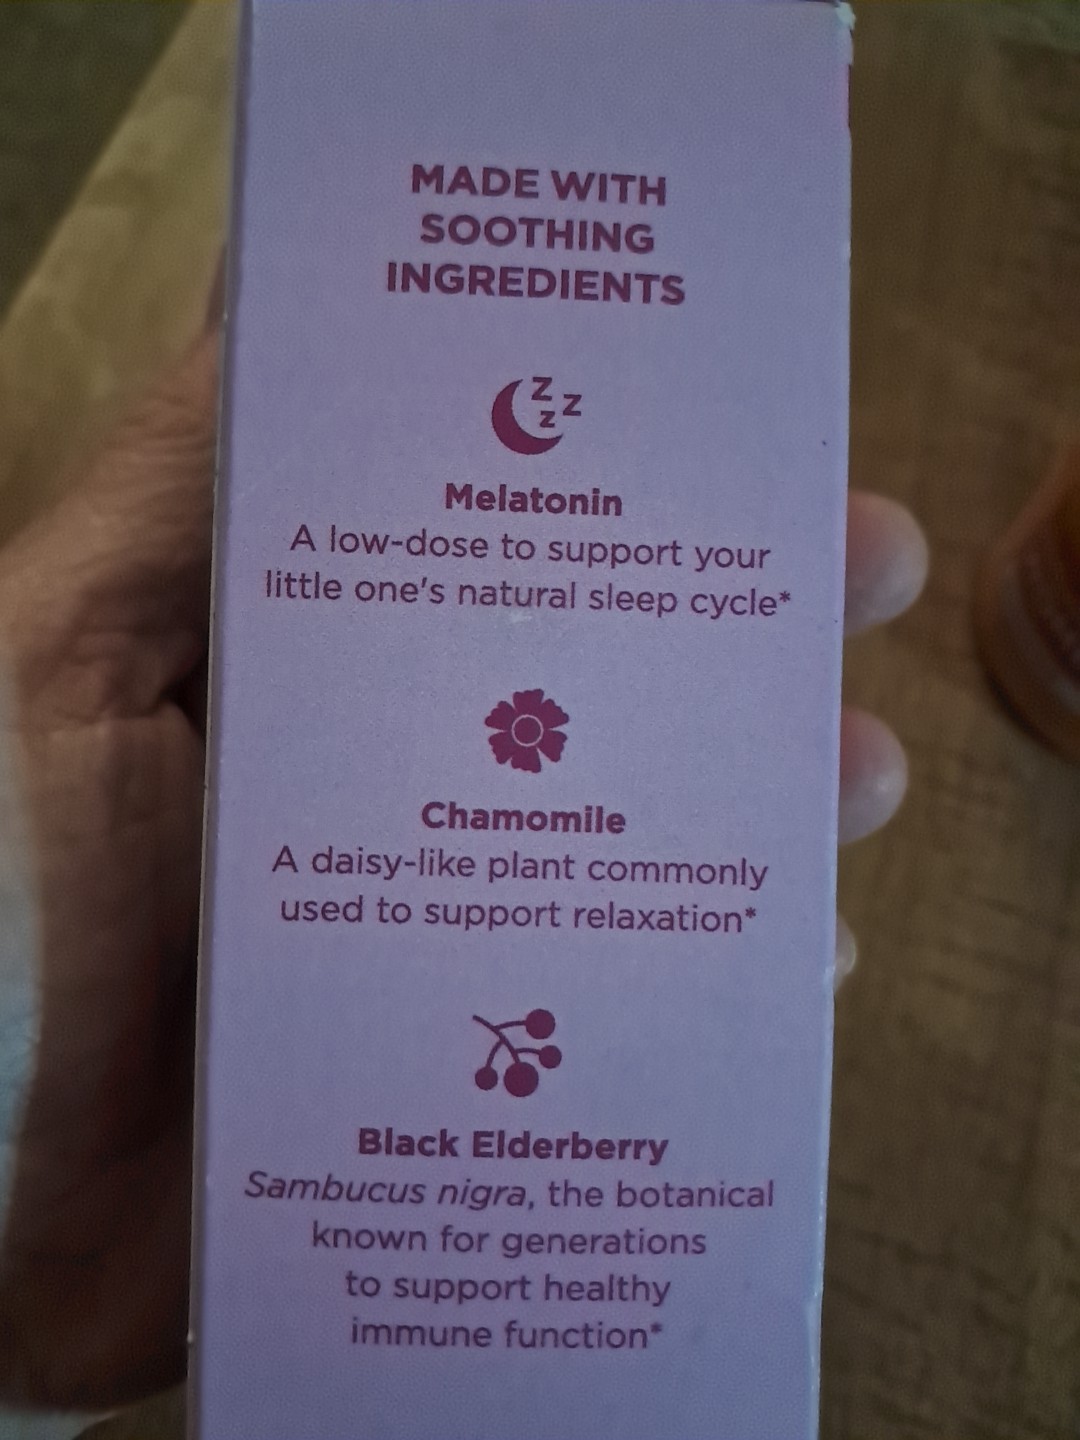 MADE WITH
SOOTHING
INGREDIENTS
z z
z
Melatonin
A low-dose to support your
little one's natural sleep cycle*
Chamomile
A daisy-like plant commonly
used to support relaxation*
Black Elderberry
Sambucus nigra, the botanical
known for generations
to support healthy
immune function*